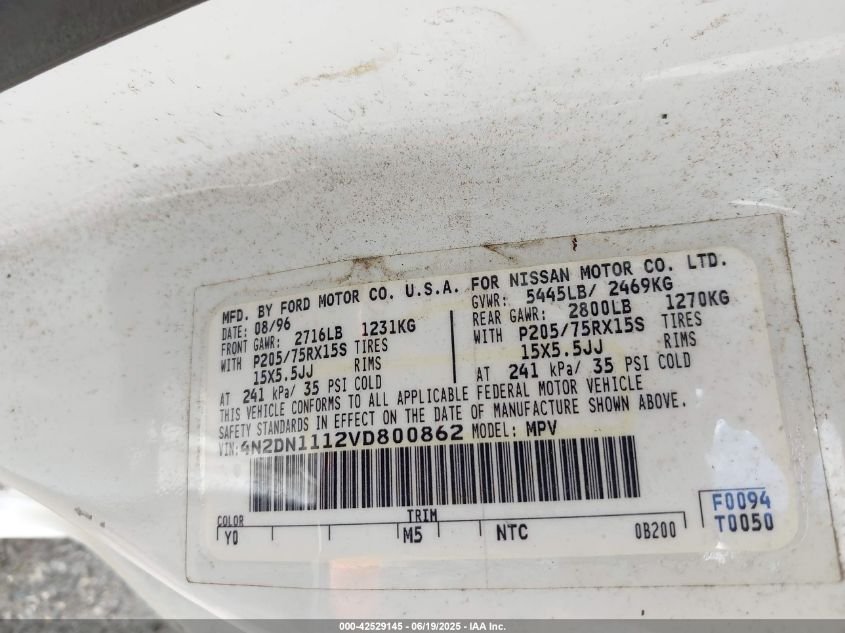 MFD. BY FORD MOTOR CO. U.S.A. FOR NISSAN MOTOR CO. LTD.
DATE: 08/96 GVWR: 5445LB/ 2469KG
FRONT GAWR: 2716LB 1231KG REAR GAWR: 2800LB 1270KG
WITH P205/75RX15S TIRES WITH P205/75RX15S TIRES
15X5.5JJ RIMS 15X5.5JJ RIMS
AT 241 kPa/ 35 PSI COLD AT 241 kPa/ 35 PSI COLD
THIS VEHICLE CONFORMS TO ALL APPLICABLE FEDERAL MOTOR VEHICLE
SAFETY STANDARDS IN EFFECT ON THE DATE OF MANUFACTURE SHOWN ABOVE.
VIN: 4N2DN1112VD800862 MODEL: MPV
F0094
T0050
COLOR TRIM
Y0 M5 NTC 0B200
000-42529145 - 06/19/2025 - IAA Inc.